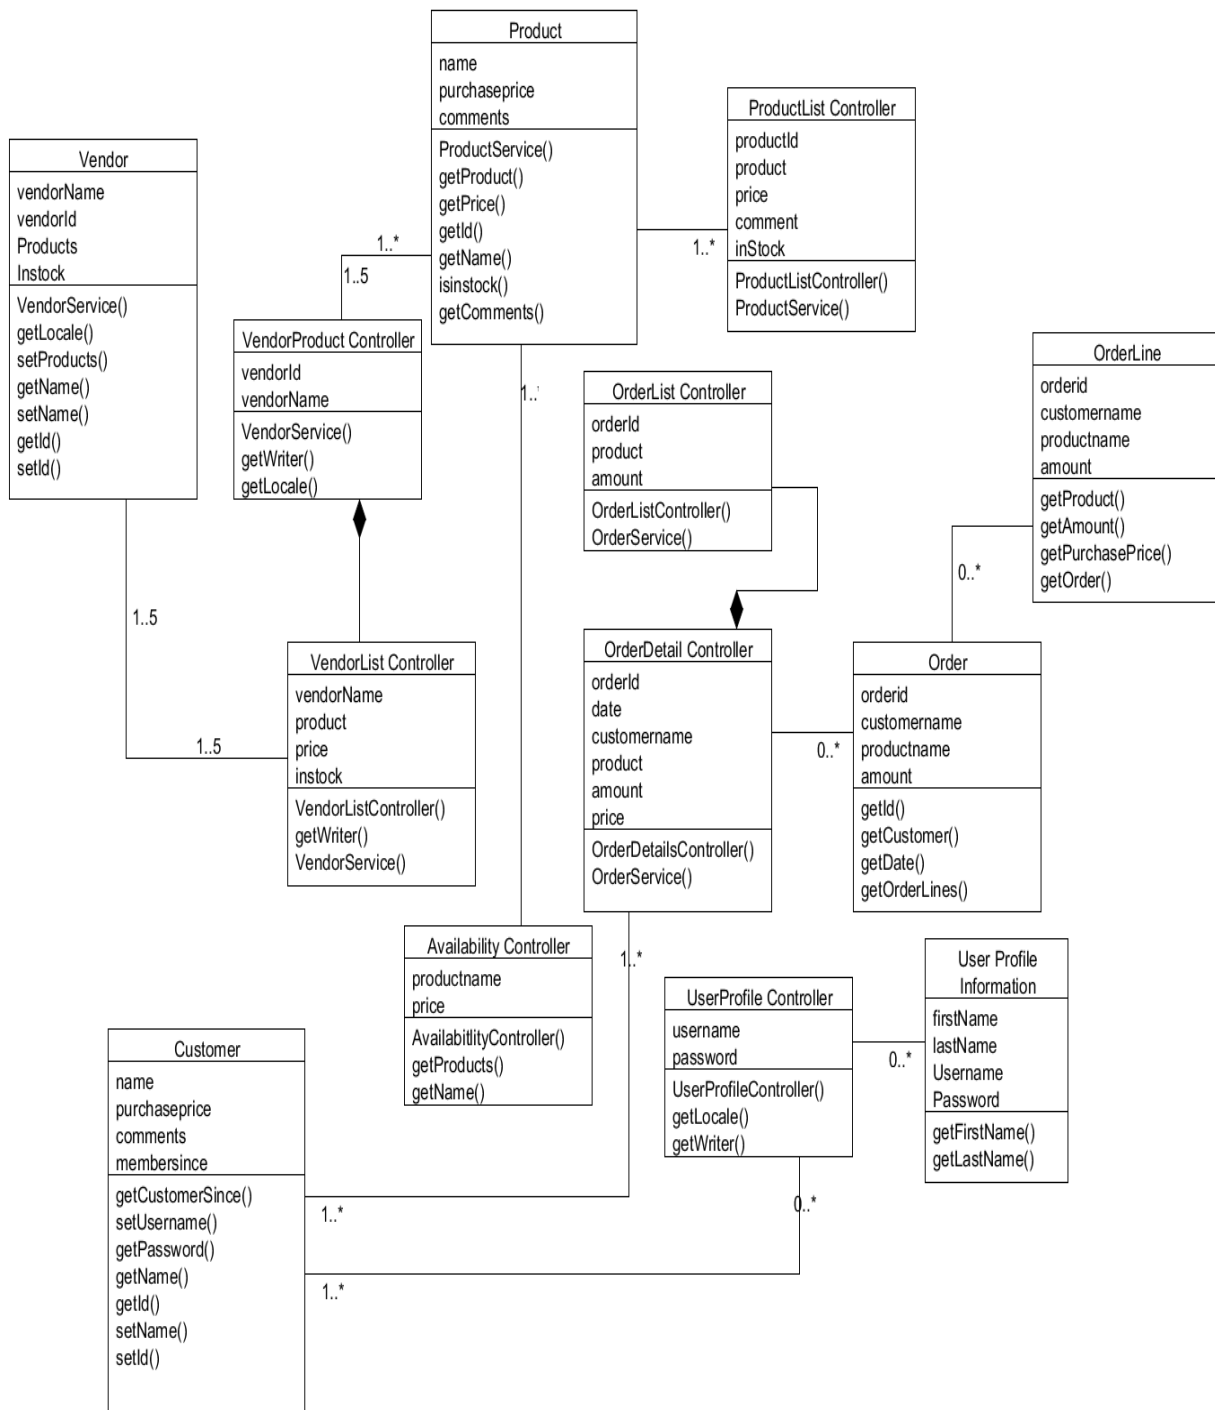 Product
name
purchaseprice
comments
ProductService()
getProduct()
getPrice()
getId()
getName()
isinstock()
getComments()
ProductList Controller
productId
product
price
comment
inStock
ProductListController()
ProductService()
1..*
Vendor
vendorName
vendorId
Products
Instock
VendorService()
getLocale()
setProducts()
getName()
setName()
getId()
setId()
1..*
1..5
VendorProduct Controller
vendorId
vendorName
VendorService()
getWriter()
getLocale()
OrderList Controller
orderId
product
amount
OrderListController()
OrderService()
OrderLine
orderid
customername
productname
amount
getProduct()
getAmount()
getPurchasePrice()
getOrder()
0..*
1..5
1..5
VendorList Controller
vendorName
product
price
instock
VendorListController()
getWriter()
VendorService()
OrderDetail Controller
orderId
date
customername
product
amount
price
OrderDetailsController()
OrderService()
0..*
Order
orderid
customername
productname
amount
getId()
getCustomer()
getDate()
getOrderLines()
Availability Controller
productname
price
AvailabitlityController()
getProducts()
getName()
1..*
UserProfile Controller
username
password
UserProfileController()
getLocale()
getWriter()
0..*
User Profile
Information
firstName
lastName
Username
Password
getFirstName()
getLastName()
Customer
name
purchaseprice
comments
membersince
getCustomerSince()
setUsername()
getPassword()
getName()
getId()
setName()
setId()
1..*
0..*
1..*